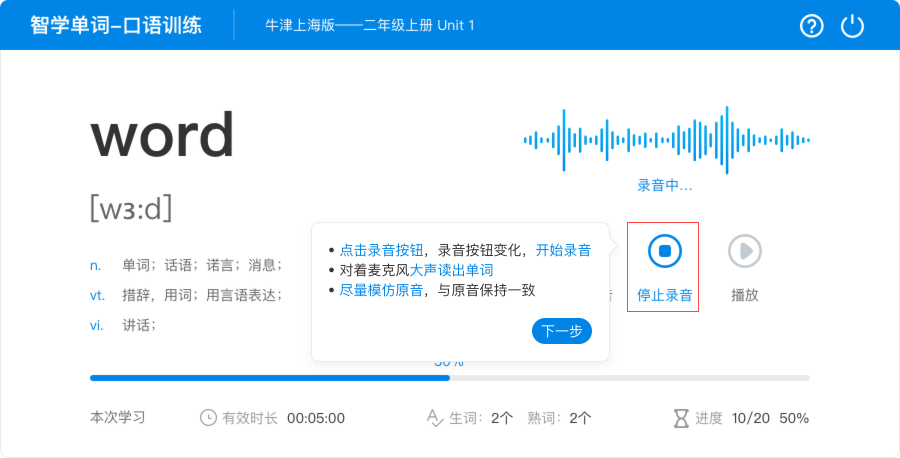 智学单词-口语训练
牛津上海版——二年级上册 Unit 1
word
录音中...
[wɜ:d]
n. 单词；话语；诺言；消息；
vt. 措辞，用词；用言语表达；
vi. 讲话；
• 点击录音按钮，录音按钮变化，开始录音
• 对着麦克风大声读出单词
• 尽量模仿原音，与原音保持一致
下一步
停止录音
播放
50%
本次学习
有效时长 00:05:00
生词：2个 熟词：2个
进度 10/20 50%